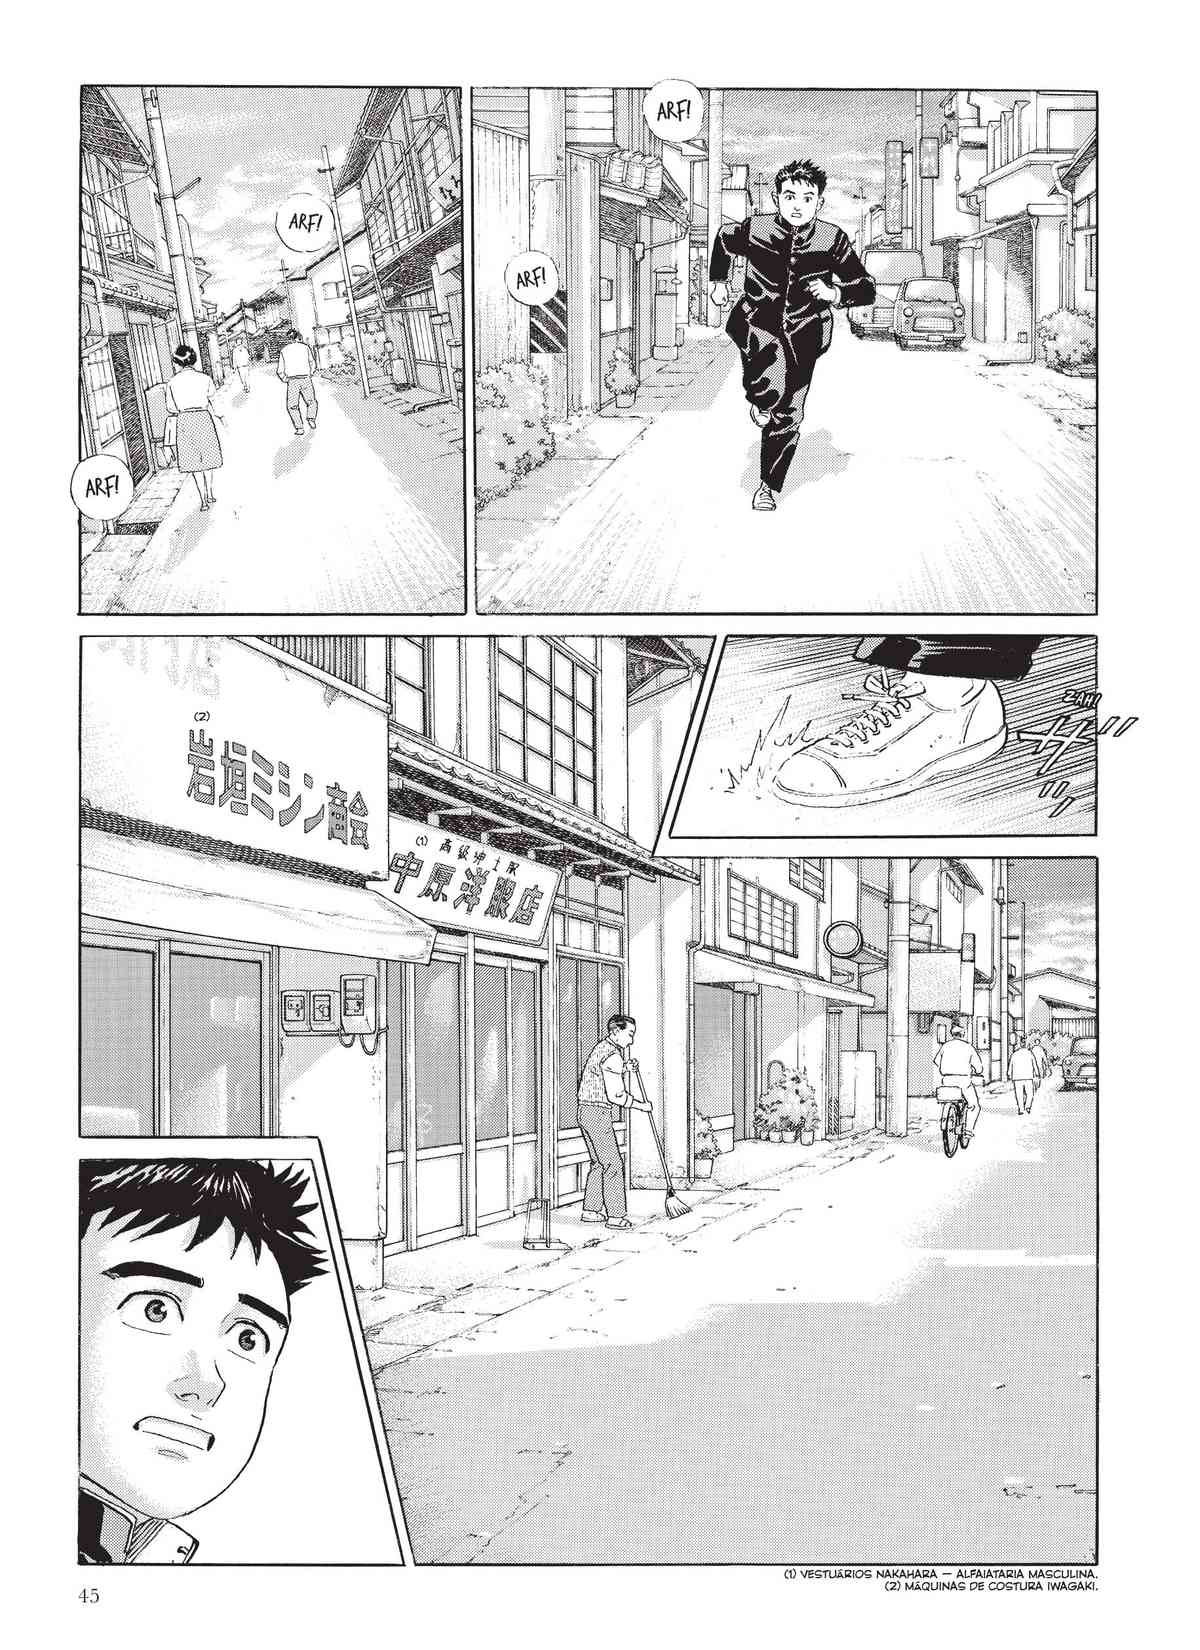 ARF!
ARF!
ARF!
ARF!
ZAH!
ザ
(2)
岩垣ミシン商会
(1) 高級紳士服
中原洋服店
(1) VESTUÁRIOS NAKAHARA — ALFAIATARIA MASCULINA.
(2) MÁQUINAS DE COSTURA IWAGAKI.
45